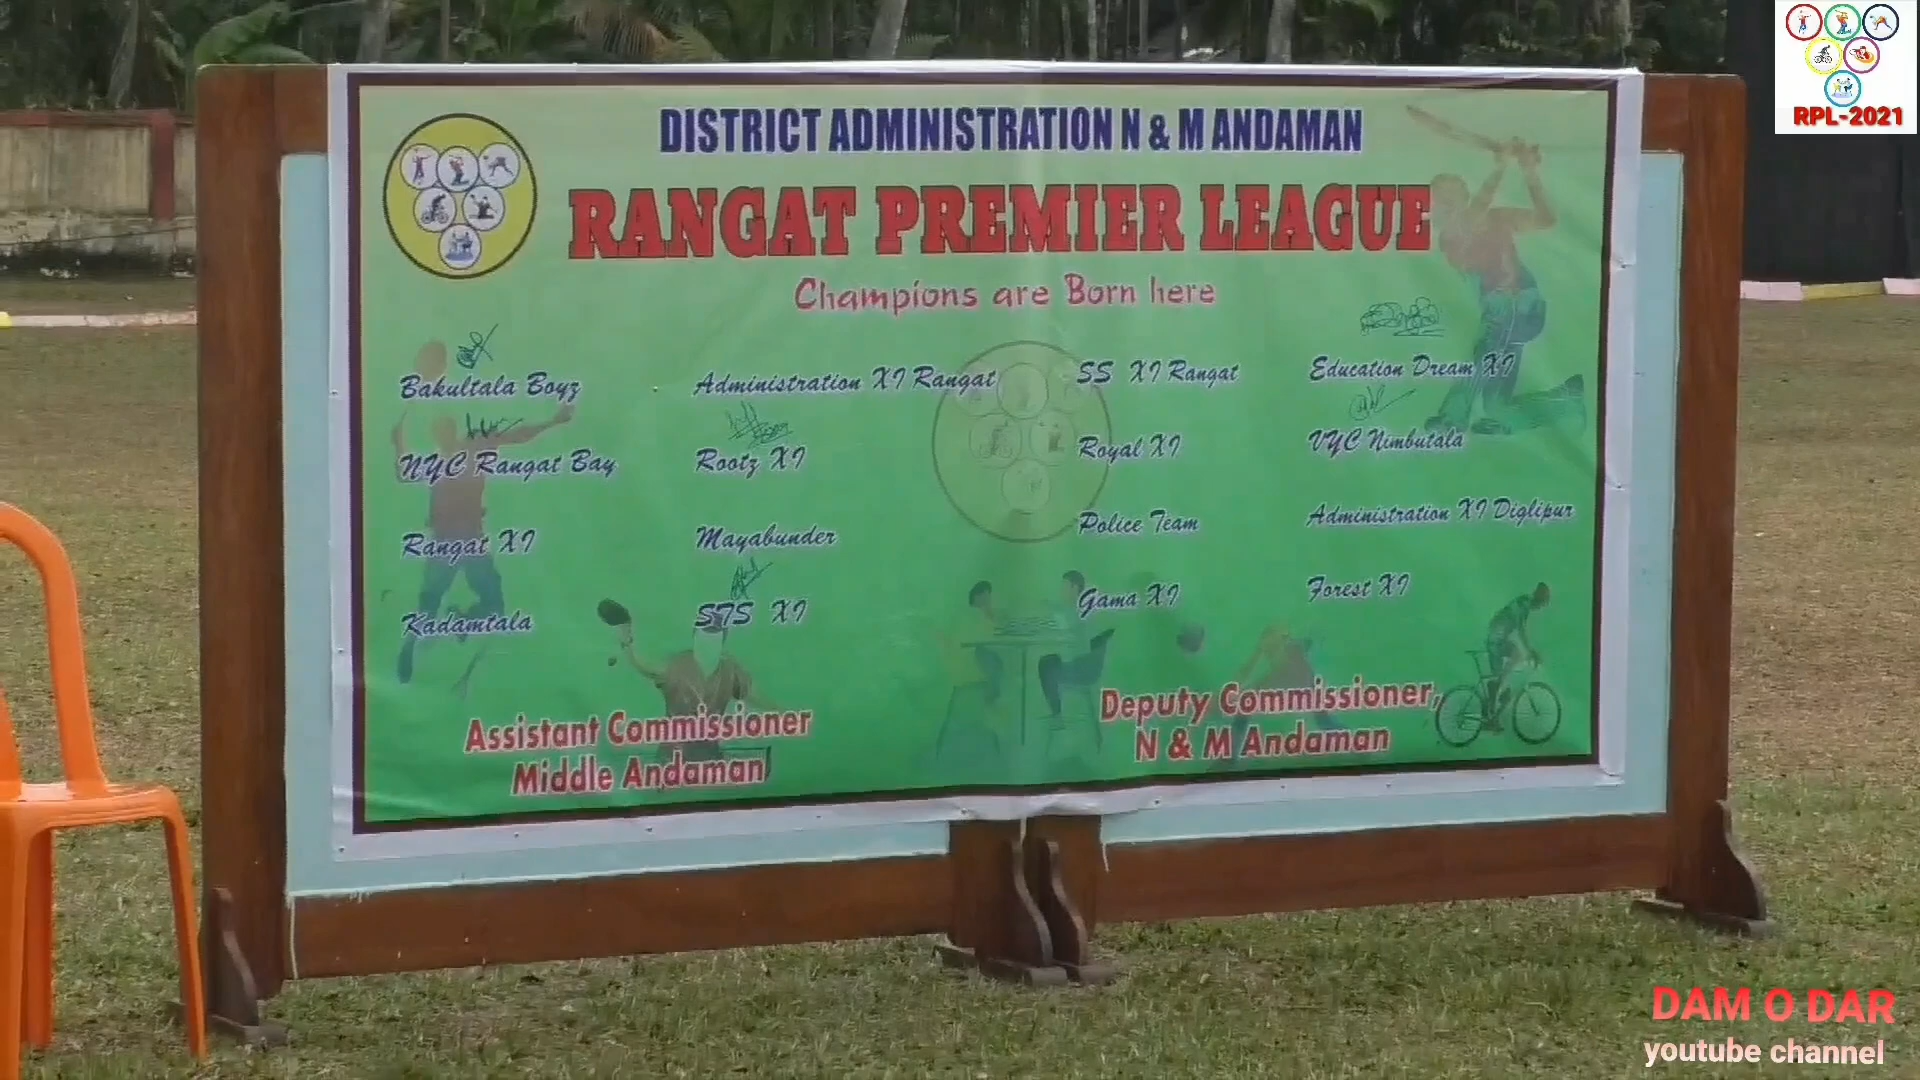 RPL-2021
DISTRICT ADMINISTRATION N & M ANDAMAN
RANGAT PREMIER LEAGUE
Champions are Born here
Bakultala Boyz
Administration XI Rangat
SS XI Rangat
Education Dream XI
NYC Rangat Bay
Rootz XI
Royal XI
VYC Nimbutala
Rangat XI
Mayabunder
Police Team
Administration XI Diglipur
Kadamtala
STS XI
Gama XI
Forest XI
Assistant Commissioner
Middle Andaman
Deputy Commissioner,
N & M Andaman
DAM O DAR
youtube channel